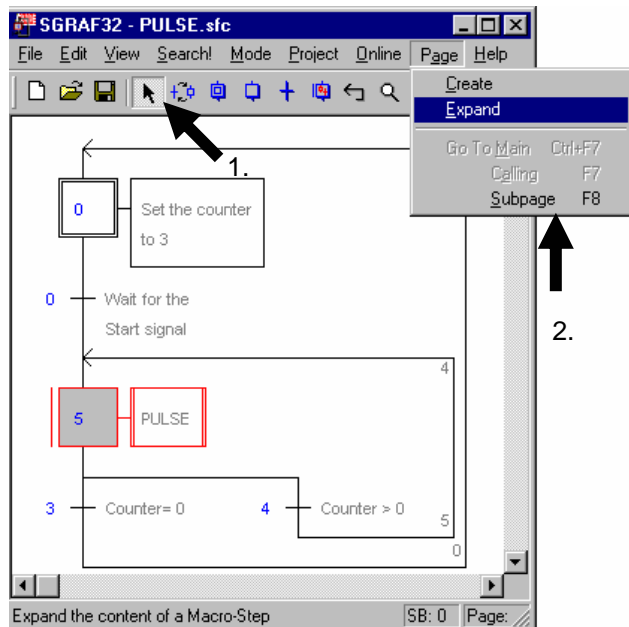 SGRAF32 - PULSE.sfc
File Edit View Search! Mode Project Online Page Help
Create
Expand
Go To Main Ctrl+F7
Calling F7
Subpage F8
1.
2.
0
Set the counter
to 3
0
Wait for the
Start signal
4
5
PULSE
3
Counter= 0
4
Counter > 0
5
0
Expand the content of a Macro-Step
SB: 0
Page: